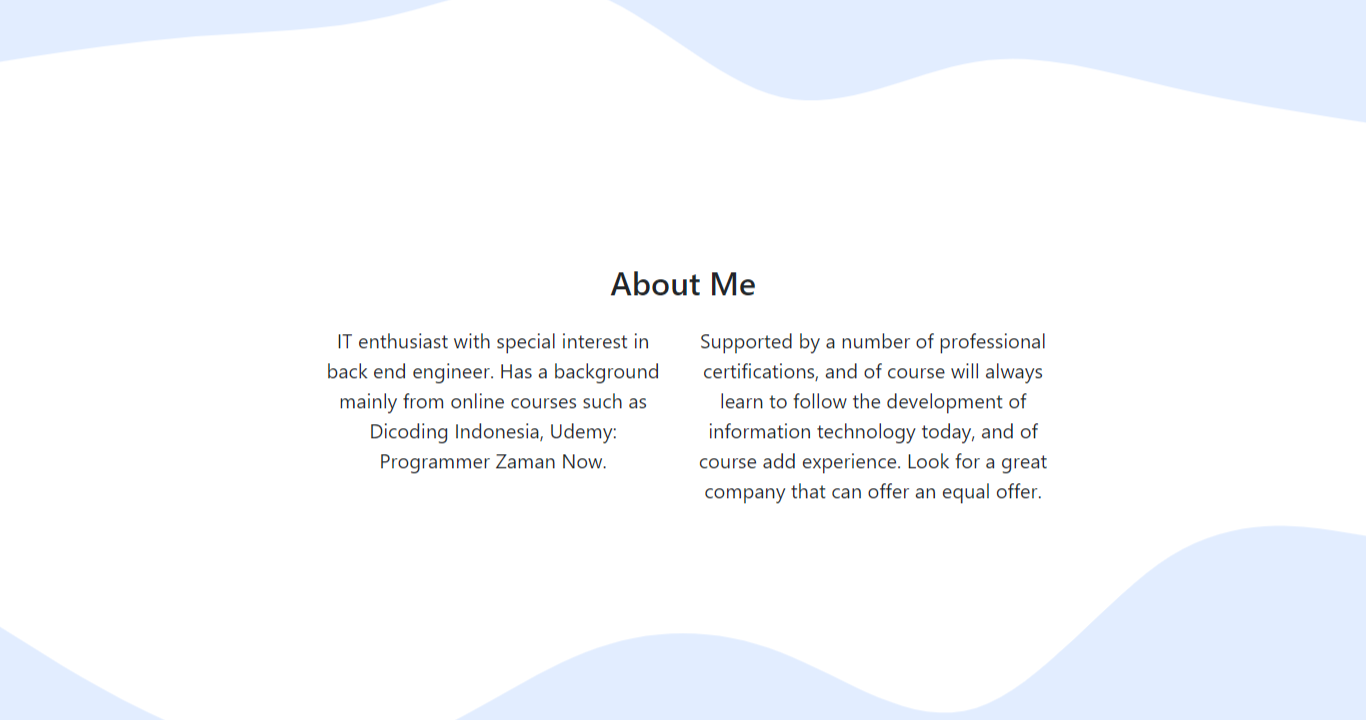 About Me
IT enthusiast with special interest in
back end engineer. Has a background
mainly from online courses such as
Dicoding Indonesia, Udemy:
Programmer Zaman Now.
Supported by a number of professional
certifications, and of course will always
learn to follow the development of
information technology today, and of
course add experience. Look for a great
company that can offer an equal offer.